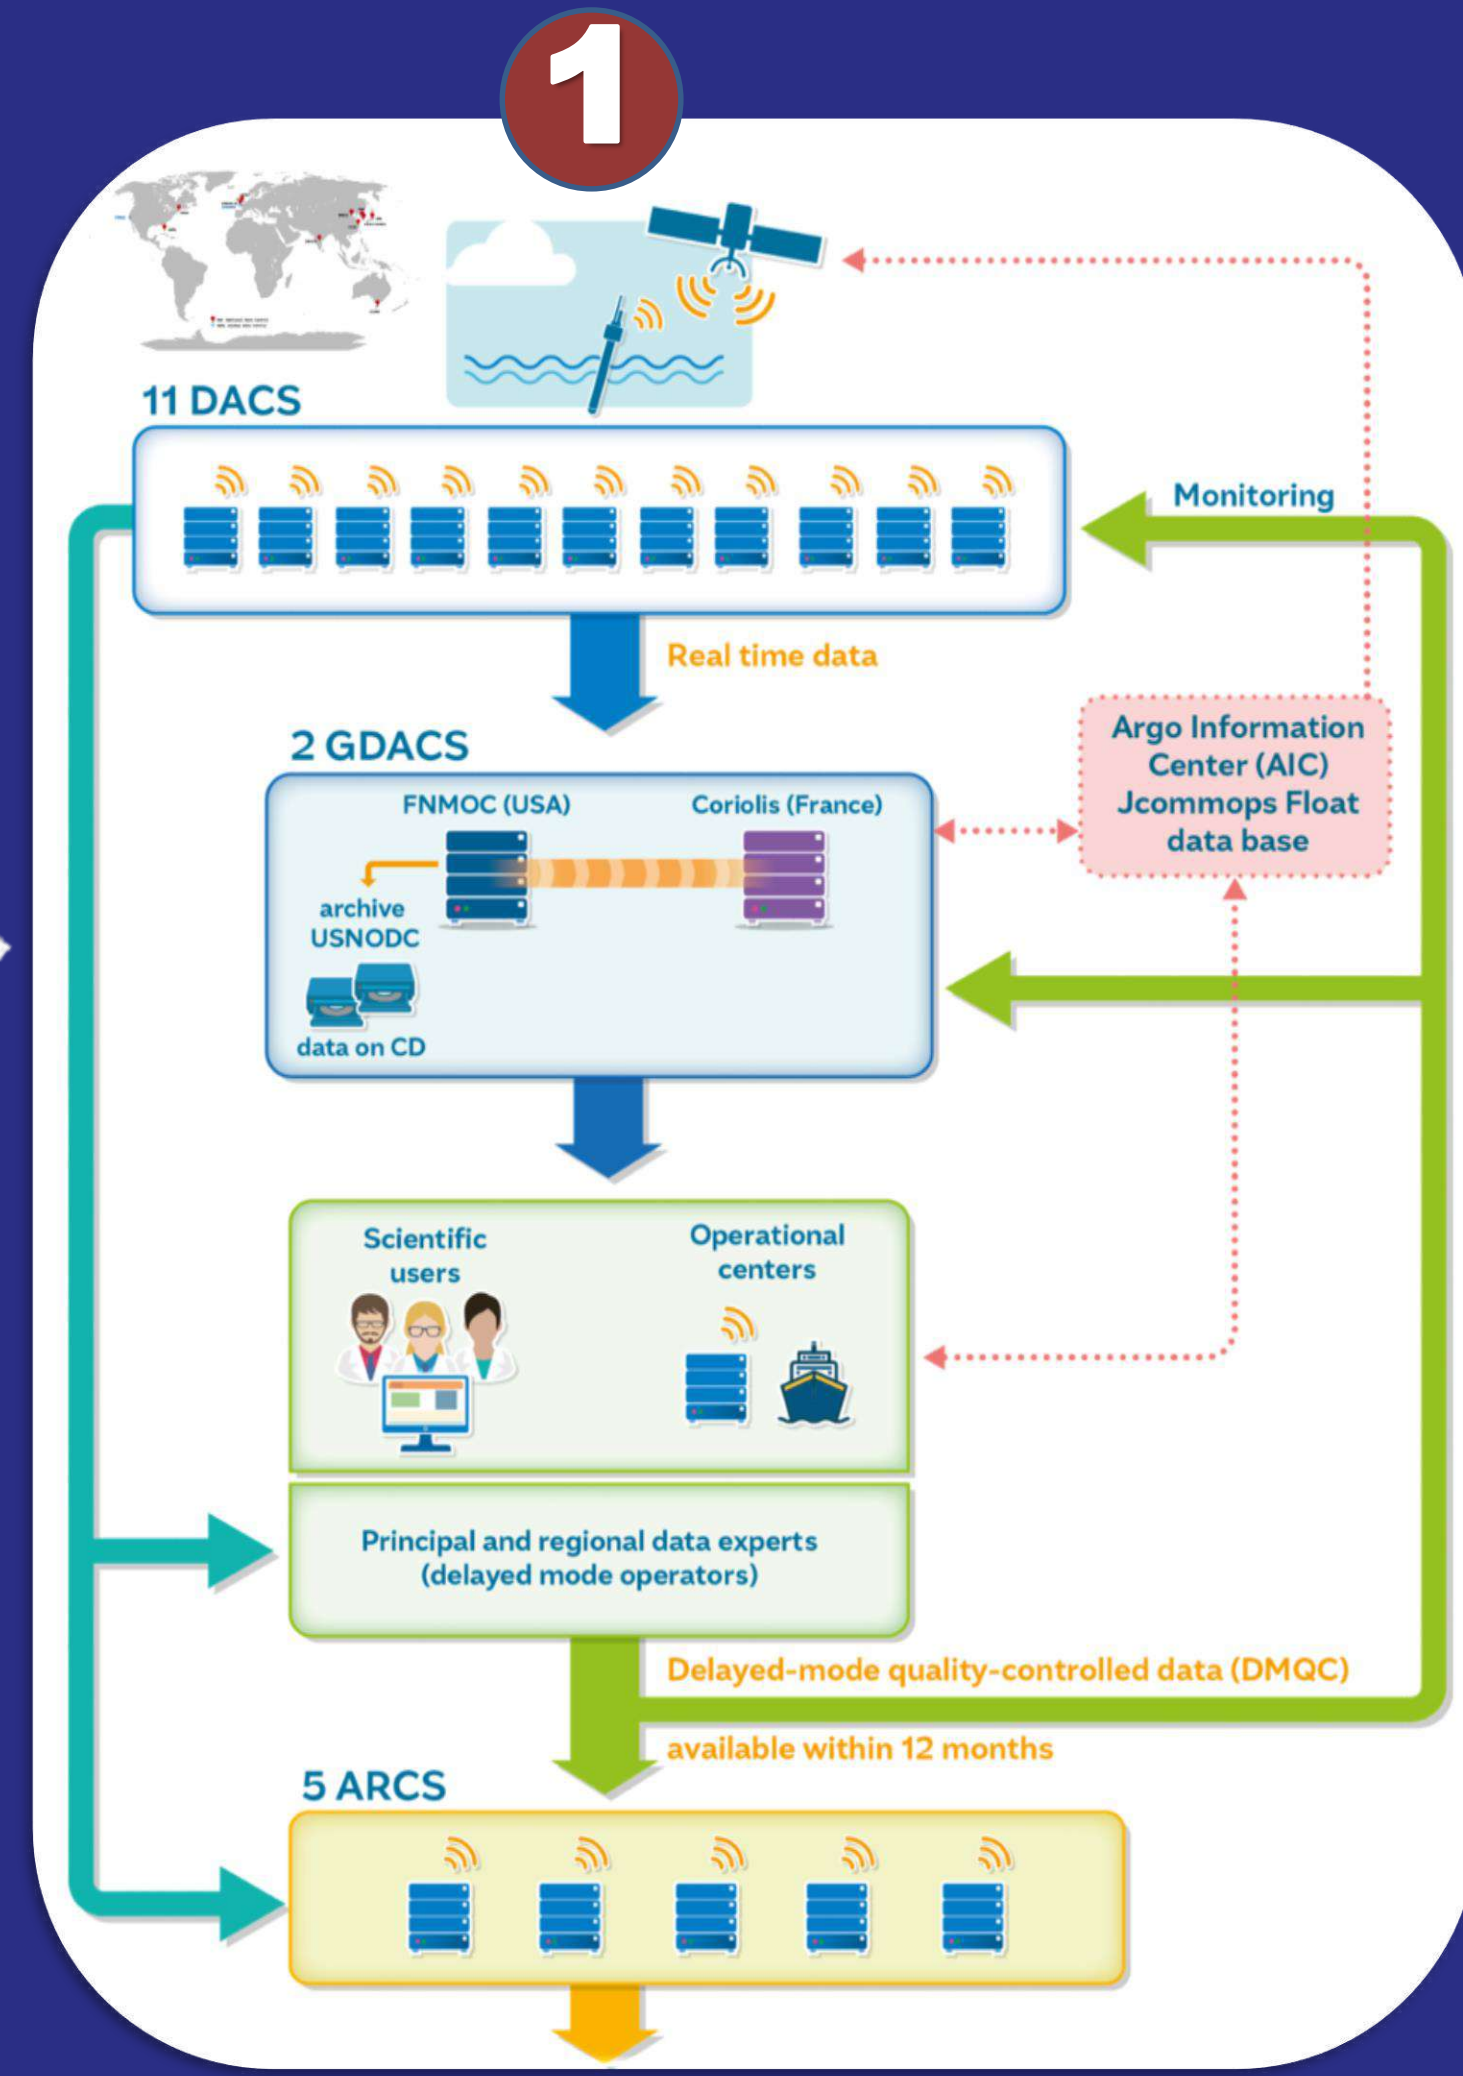 1
11 DACS
Monitoring
Real time data
2 GDACS
FNMOC (USA)
Coriolis (France)
archive
USNODC
data on CD
Argo Information
Center (AIC)
Jcommops Float
data base
Scientific
users
Operational
centers
Principal and regional data experts
(delayed mode operators)
Delayed-mode quality-controlled data (DMQC)
available within 12 months
5 ARCS